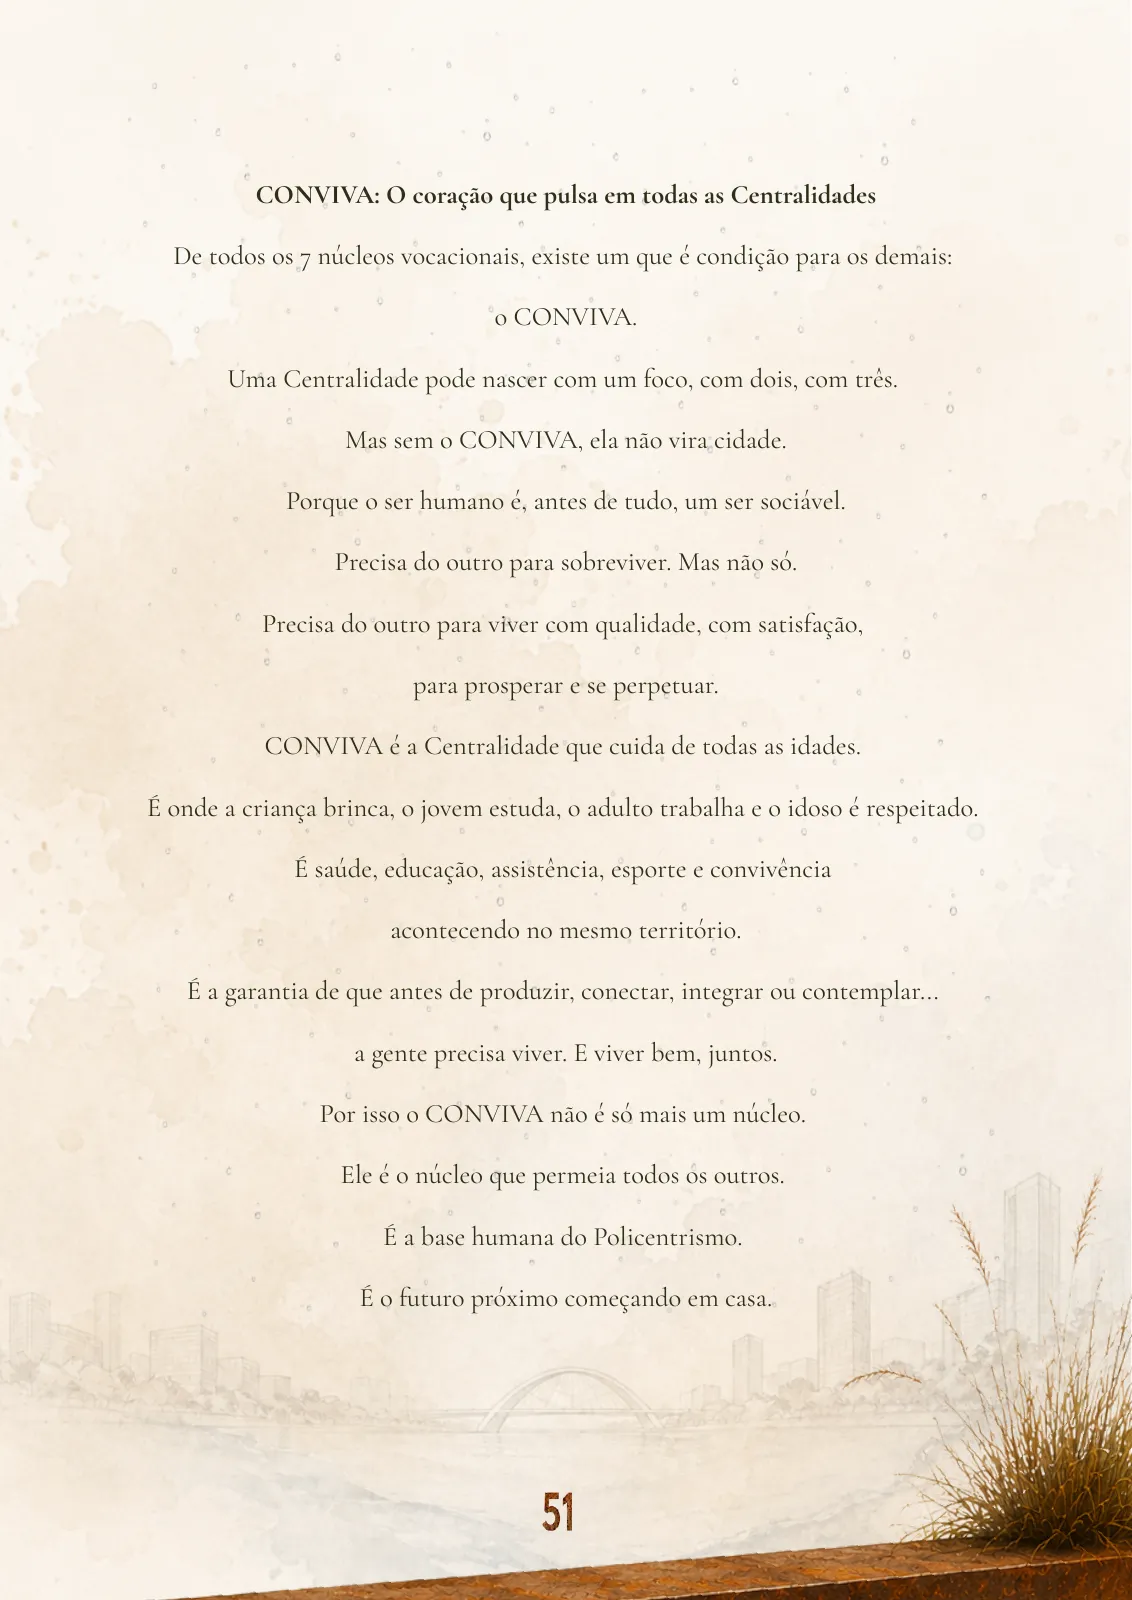 CONVIVA: O coração que pulsa em todas as Centralidades
De todos os 7 núcleos vocacionais, existe um que é condição para os demais:
o CONVIVA.
Uma Centralidade pode nascer com um foco, com dois, com três.
Mas sem o CONVIVA, ela não vira cidade.
Porque o ser humano é, antes de tudo, um ser sociável.
Precisa do outro para sobreviver. Mas não só.
Precisa do outro para viver com qualidade, com satisfação,
para prosperar e se perpetuar.
CONVIVA é a Centralidade que cuida de todas as idades.
É onde a criança brinca, o jovem estuda, o adulto trabalha e o idoso é respeitado.
É saúde, educação, assistência, esporte e convivência
acontecendo no mesmo território.
É a garantia de que antes de produzir, conectar, integrar ou contemplar...
a gente precisa viver. E viver bem, juntos.
Por isso o CONVIVA não é só mais um núcleo.
Ele é o núcleo que permeia todos os outros.
É a base humana do Policentrismo.
É o futuro próximo começando em casa.
51